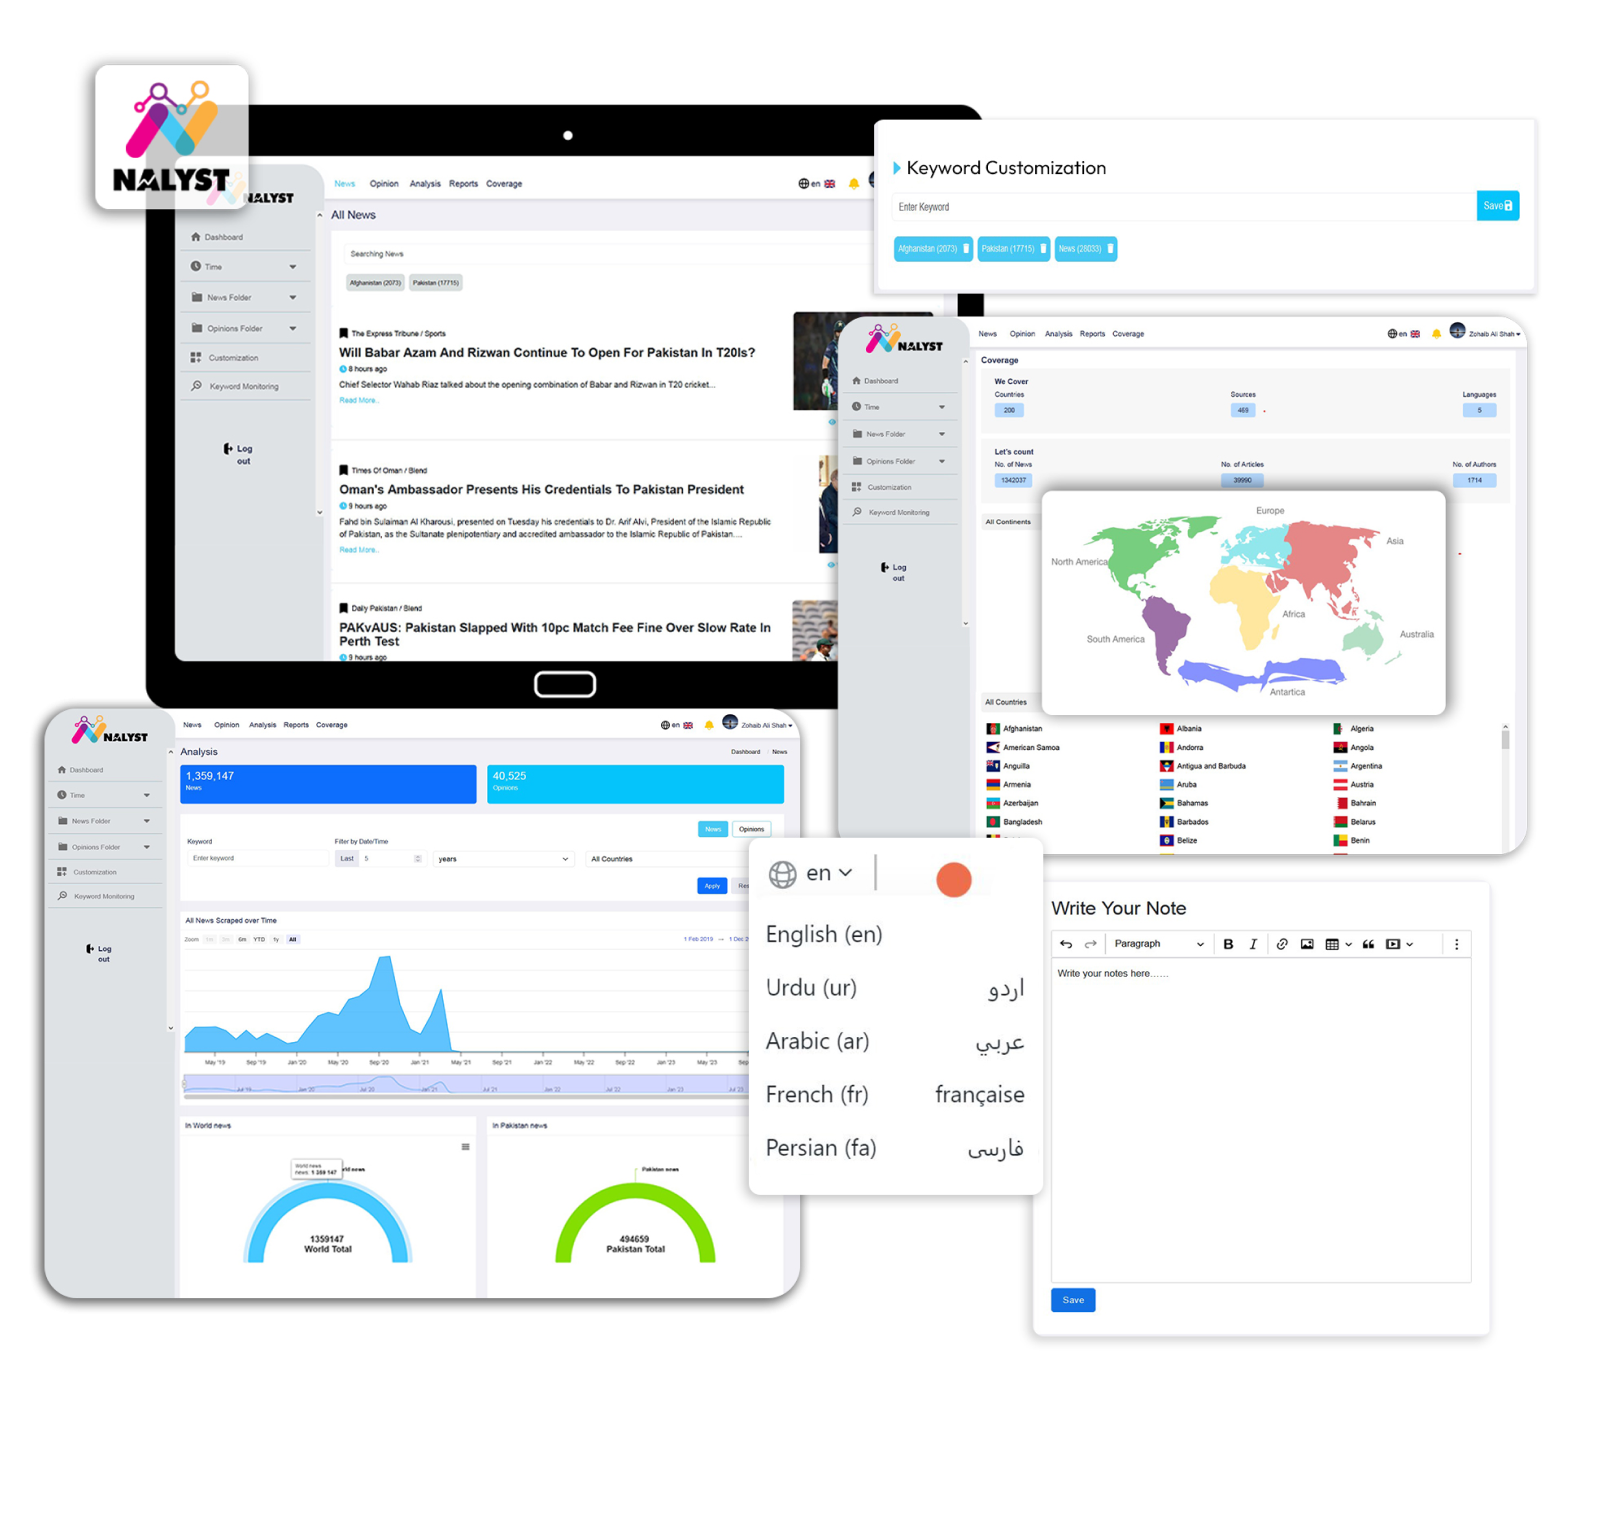 NALYST
NALYST
News Opinion Analysis Reports Coverage
en
All News
Dashboard
Time
News Folder
Opinions Folder
Customization
Keyword Monitoring
Log
out
Searching News
Afghanistan (2073) Pakistan (17715)
The Express Tribune / Sports
Will Babar Azam And Rizwan Continue To Open For Pakistan In T20Is?
8 hours ago
Chief Selector Wahab Riaz talked about the opening combination of Babar and Rizwan in T20 cricket...
Read More..
Times Of Oman / Blend
Oman's Ambassador Presents His Credentials To Pakistan President
9 hours ago
Fahd bin Sulaiman Al Kharousi, presented on Tuesday his credentials to Dr. Arif Alvi, President of the Islamic Republic
of Pakistan, as the Sultanate plenipotentiary and accredited ambassador to the Islamic Republic of Pakistan....
Read More..
Daily Pakistan / Blend
PAKvAUS: Pakistan Slapped With 10pc Match Fee Fine Over Slow Rate In
Perth Test
9 hours ago
Keyword Customization
Enter Keyword
Save
Afghanistan (2073) Pakistan (17715) News (28033)
NALYST
News Opinion Analysis Reports Coverage
en
Zohaib Ali Shah
Dashboard
Time
News Folder
Opinions Folder
Customization
Keyword Monitoring
Log
out
Coverage
We Cover
Countries Sources Languages
200 469 5
Let's count
No. of News No. of Articles No. of Authors
1342037 39990 1714
All Continents
Europe
Asia
North America
Africa
South America
Australia
Antartica
All Countries
Afghanistan Albania Algeria
American Samoa Andorra Angola
Anguilla Antigua and Barbuda Argentina
Armenia Aruba Austria
Azerbaijan Bahamas Bahrain
Bangladesh Barbados Belarus
Belize Benin
NALYST
News Opinion Analysis Reports Coverage
en
Zohaib Ali Shah
Dashboard
Time
News Folder
Opinions Folder
Customization
Keyword Monitoring
Log
out
Analysis
Dashboard News
1,359,147
News
40,525
Opinions
News Opinions
Keyword Filter by Date/Time
Enter keyword Last 5 years All Countries
Apply
All News Scraped over Time
Zoom 6m YTD 1y All
1 Feb 2019 → 1 Dec 2
May '19 Sep '19 Jan '20 May '20 Sep '20 Jan '21 May '21 Sep '21 Jan '22 May '22 Sep '22 Jan '23 May '23
Jul '19 Jan '20 Jul '20 Jan '21 Jul '21 Jan '22 Jul '22 Jan '23 Jul '23
In World news
World news
news: 1 359 147
1359147
World Total
In Pakistan news
Pakistan news
494659
Pakistan Total
en
English (en)
Urdu (ur) اردو
Arabic (ar) عربي
French (fr) française
Persian (fa) فارسی
Write Your Note
Paragraph B I
Write your notes here......
Save